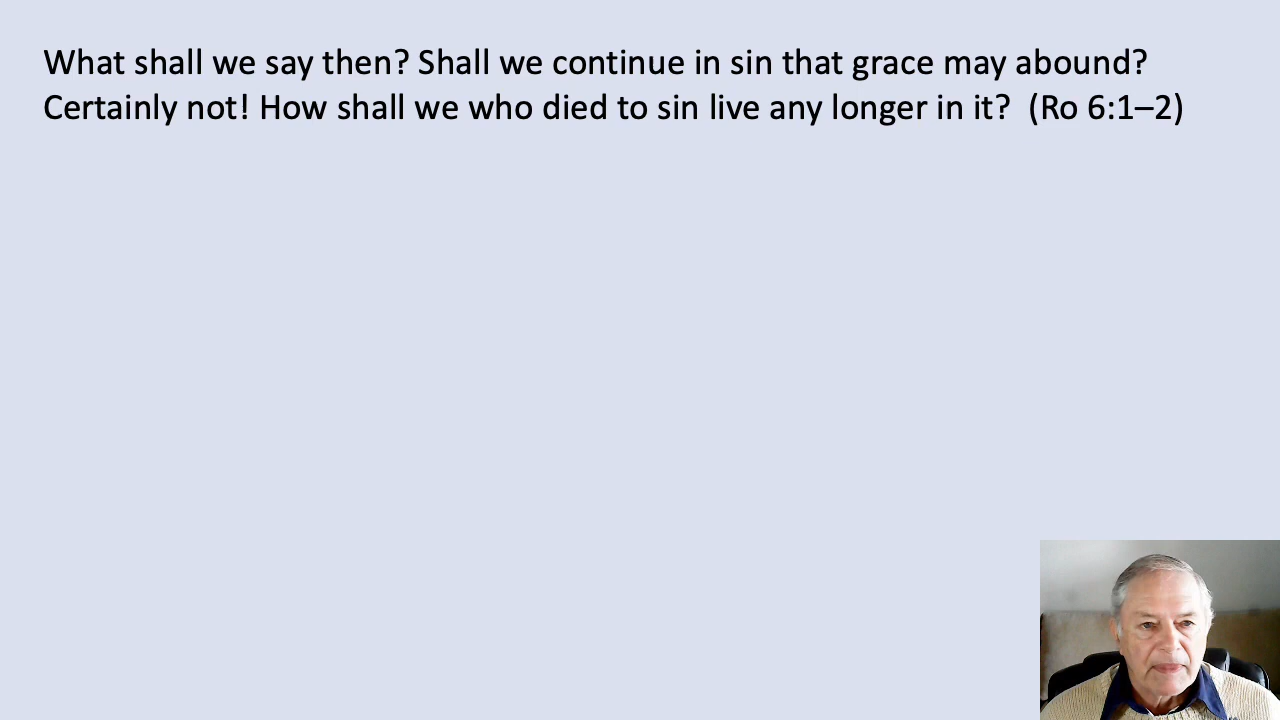 What shall we say then? Shall we continue in sin that grace may abound?
Certainly not! How shall we who died to sin live any longer in it?  (Ro 6:1–2)